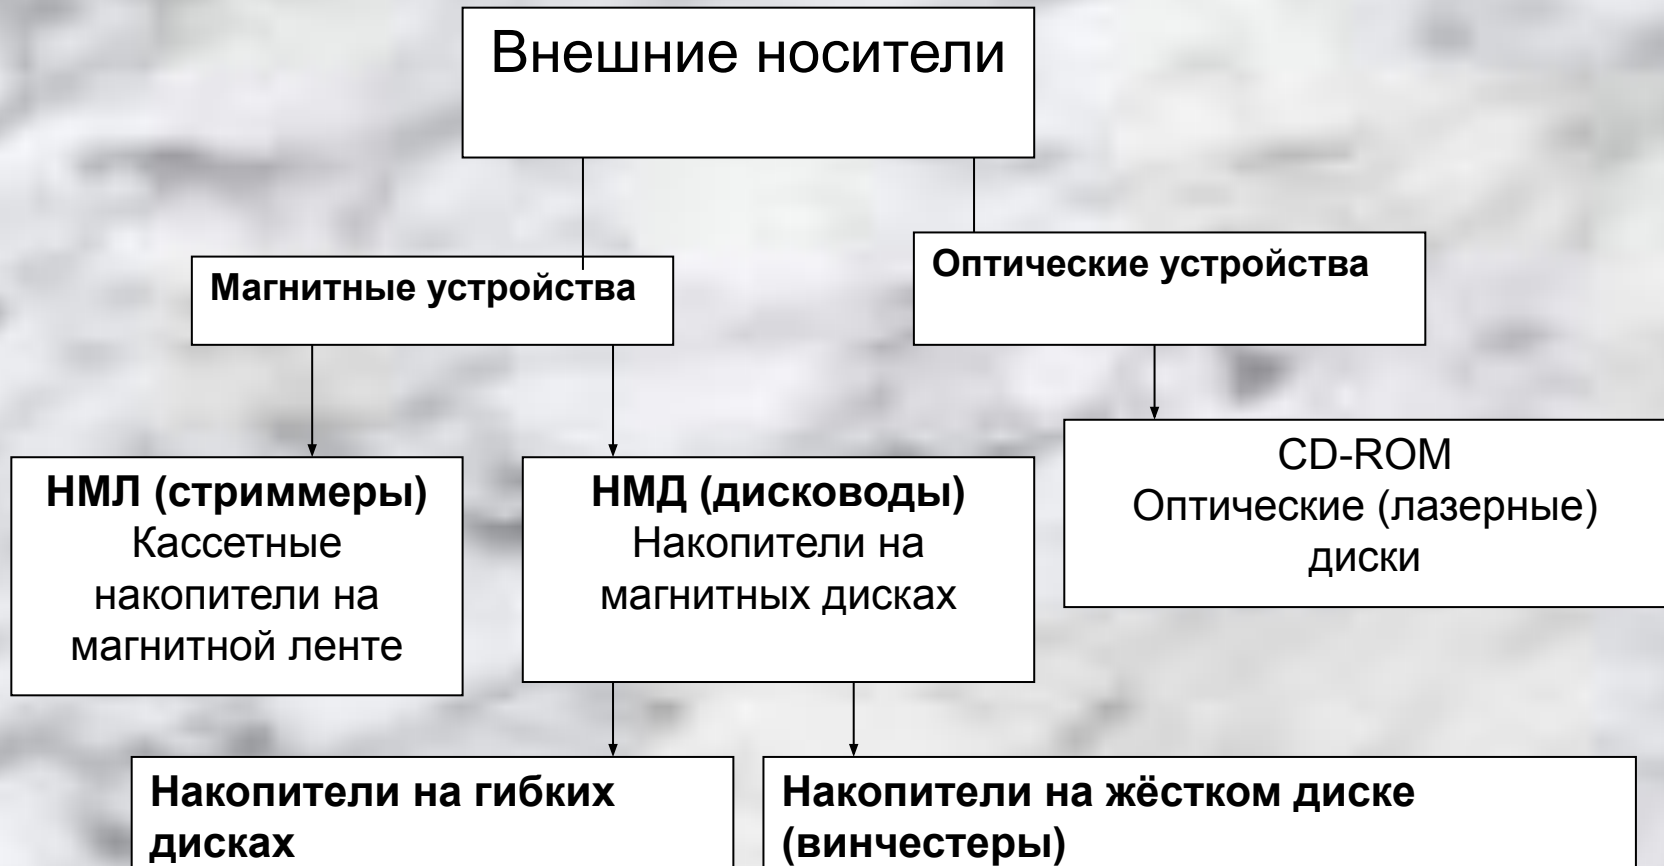 Внешние носители
Магнитные устройства
Оптические устройства
НМЛ (стриммеры)
Кассетные
накопители на
магнитной ленте
НМД (дисководы)
Накопители на
магнитных дисках
CD-ROM
Оптические (лазерные)
диски
Накопители на гибких
дисках
Накопители на жёстком диске
(винчестеры)